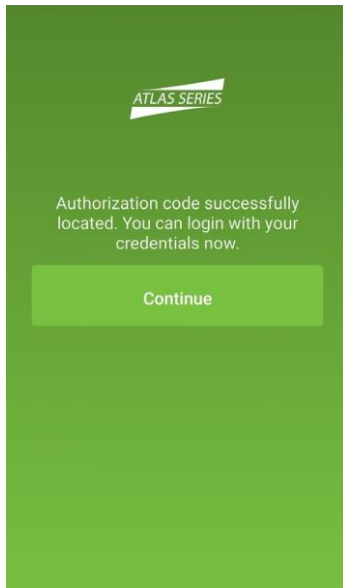 ATLAS SERIES
Authorization code successfully
located. You can login with your
credentials now.
Continue